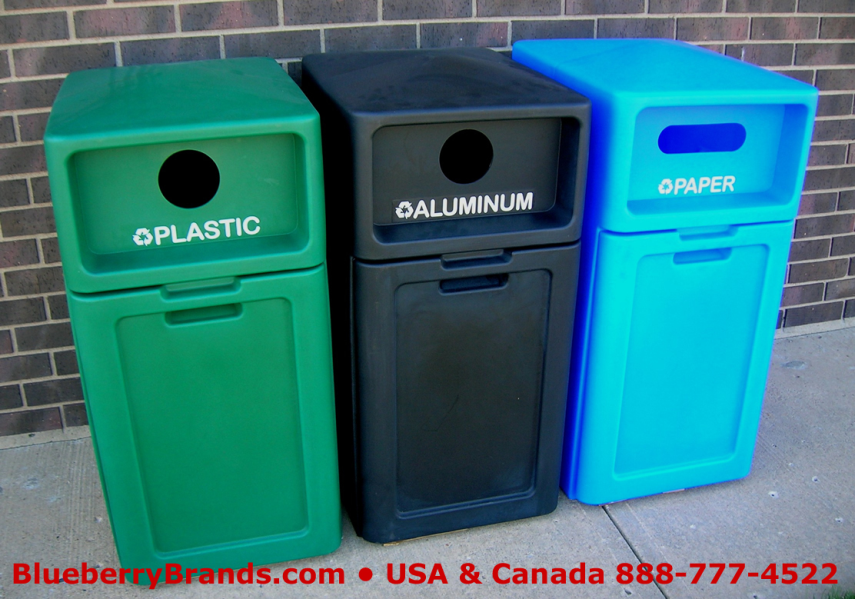 PLASTIC
ALUMINUM
PAPER
BlueberryBrands.com • USA & Canada 888-777-4522